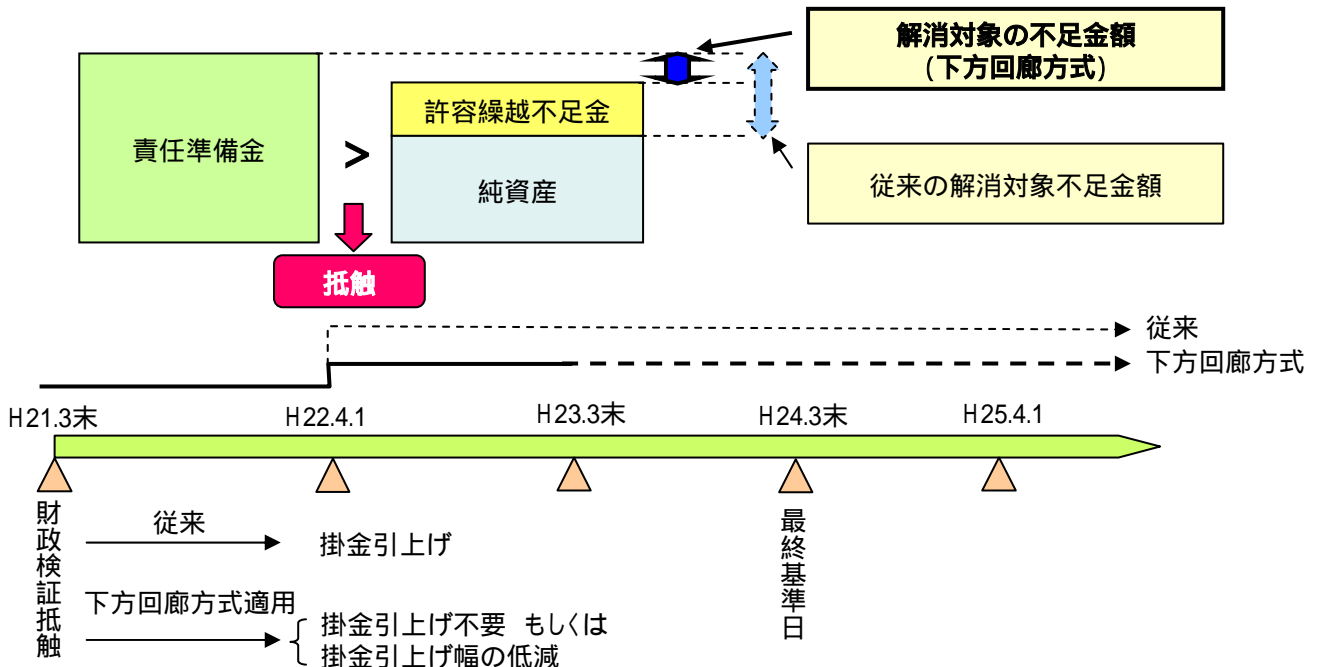 解消対象の不足金額
(下方回廊方式)
許容繰越不足金
責任準備金
>
純資産
従来の解消対象不足金額
抵触
従来
下方回廊方式
H21.3末
H22.4.1
H23.3末
H24.3末
H25.4.1
財政検証抵触
従来
掛金引上げ
最終基準日
下方回廊方式適用
掛金引上げ不要 もしくは
掛金引上げ幅の低減